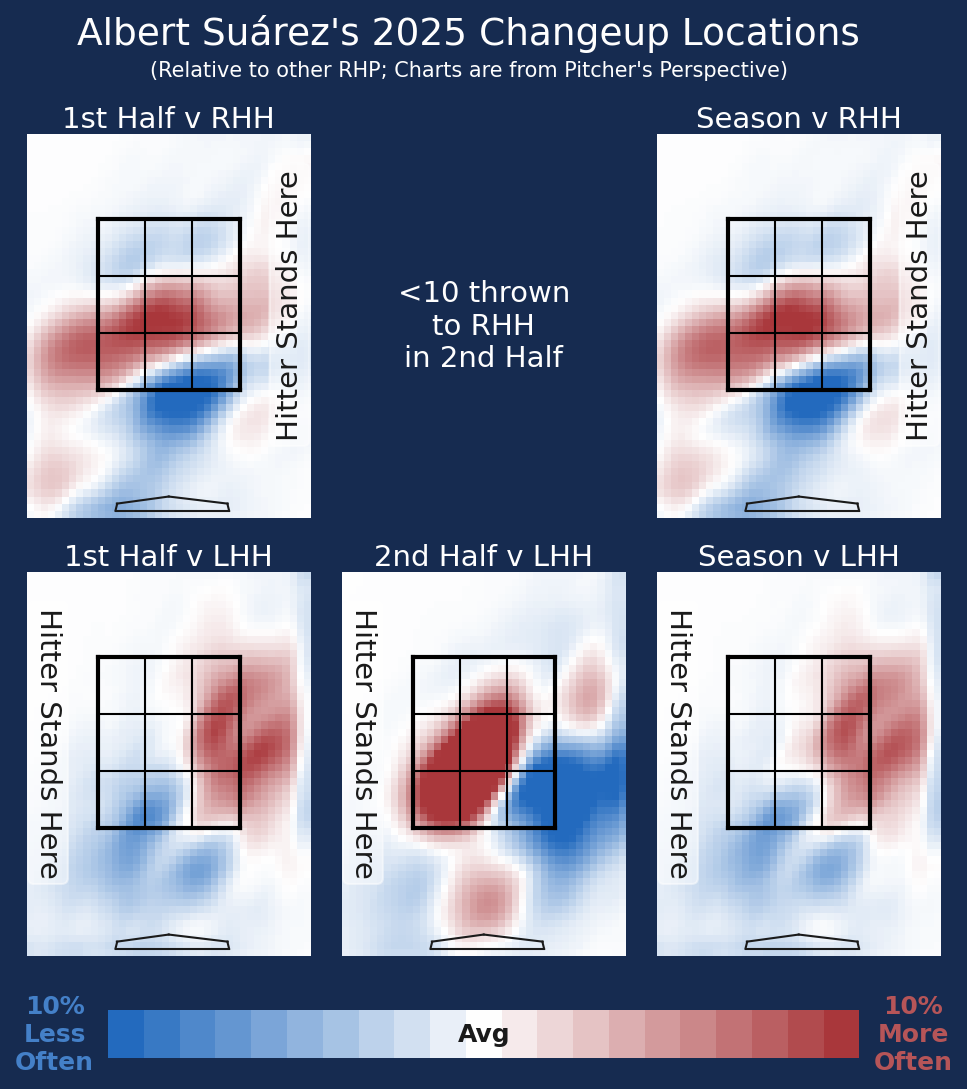 Albert Suárez's 2025 Changeup Locations
(Relative to other RHP; Charts are from Pitcher's Perspective)
1st Half v RHH
Season v RHH
Hitter Stands Here
<10 thrown
to RHH
in 2nd Half
Hitter Stands Here
1st Half v LHH
2nd Half v LHH
Season v LHH
Hitter Stands Here
Hitter Stands Here
Hitter Stands Here
10%
Less
Often
Avg
10%
More
Often